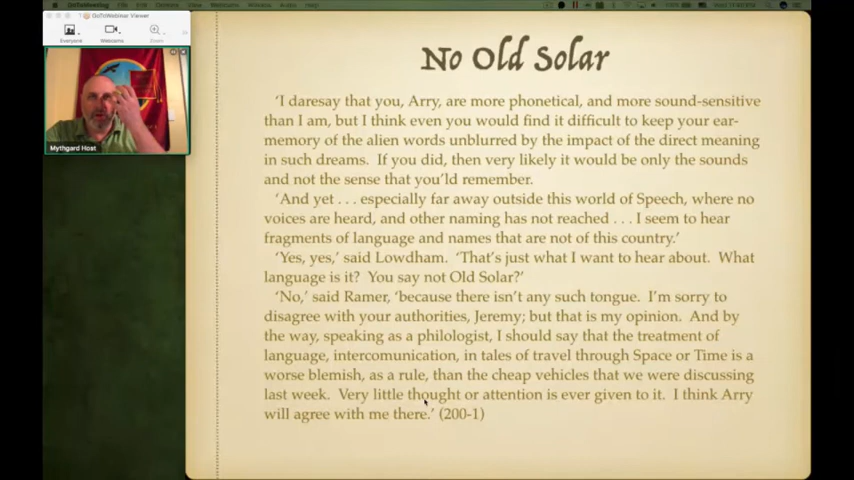 GoToWebinar Viewer
Everyone
Webcams
Zoom
Mythgard Host
No Old Solar
‘I daresay that you, Arry, are more phonetical, and more sound-sensitive
than I am, but I think even you would find it difficult to keep your ear-
memory of the alien words unblurred by the impact of the direct meaning
in such dreams. If you did, then very likely it would be only the sounds
and not the sense that you’ld remember.
‘And yet . . . especially far away outside this world of Speech, where no
voices are heard, and other naming has not reached . . . I seem to hear
fragments of language and names that are not of this country.’
‘Yes, yes,’ said Lowdham. ‘That’s just what I want to hear about. What
language is it? You say not Old Solar?’
‘No,’ said Ramer, ‘because there isn’t any such tongue. I’m sorry to
disagree with your authorities, Jeremy; but that is my opinion. And by
the way, speaking as a philologist, I should say that the treatment of
language, intercomunication, in tales of travel through Space or Time is a
worse blemish, as a rule, than the cheap vehicles that we were discussing
last week. Very little thought or attention is ever given to it. I think Arry
will agree with me there.’ (200-1)